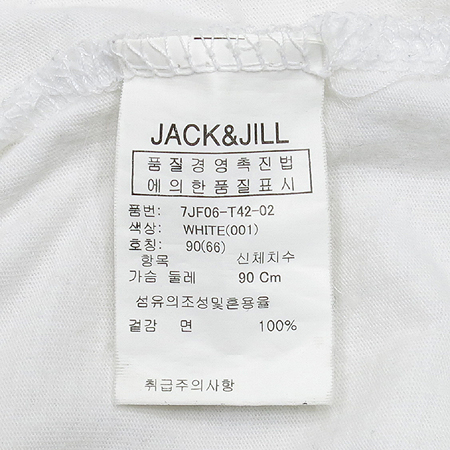 JACK&JILL
품질경영촉진법
에의한품질표시
품번: 7JF06-T42-02
색상: WHITE(001)
호칭: 90(66)
항목 신체치수
가슴 둘레 90 Cm
섬유의조성및혼용율
겉감 면 100%
취급주의사항